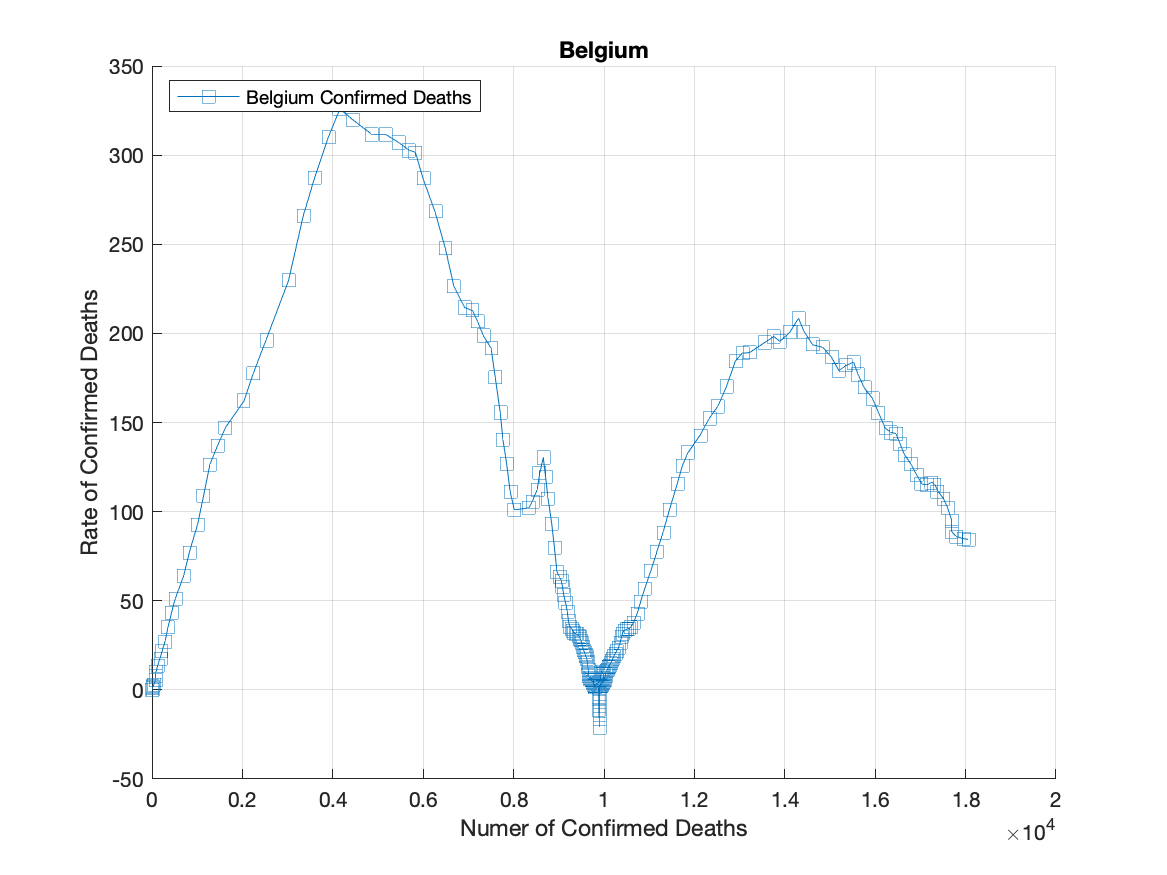 Belgium
350
Belgium Confirmed Deaths
300
250
200
150
100
50
0
-50
Rate of Confirmed Deaths
0 0.2 0.4 0.6 0.8 1 1.2 1.4 1.6 1.8 2
Numer of Confirmed Deaths
×10⁴